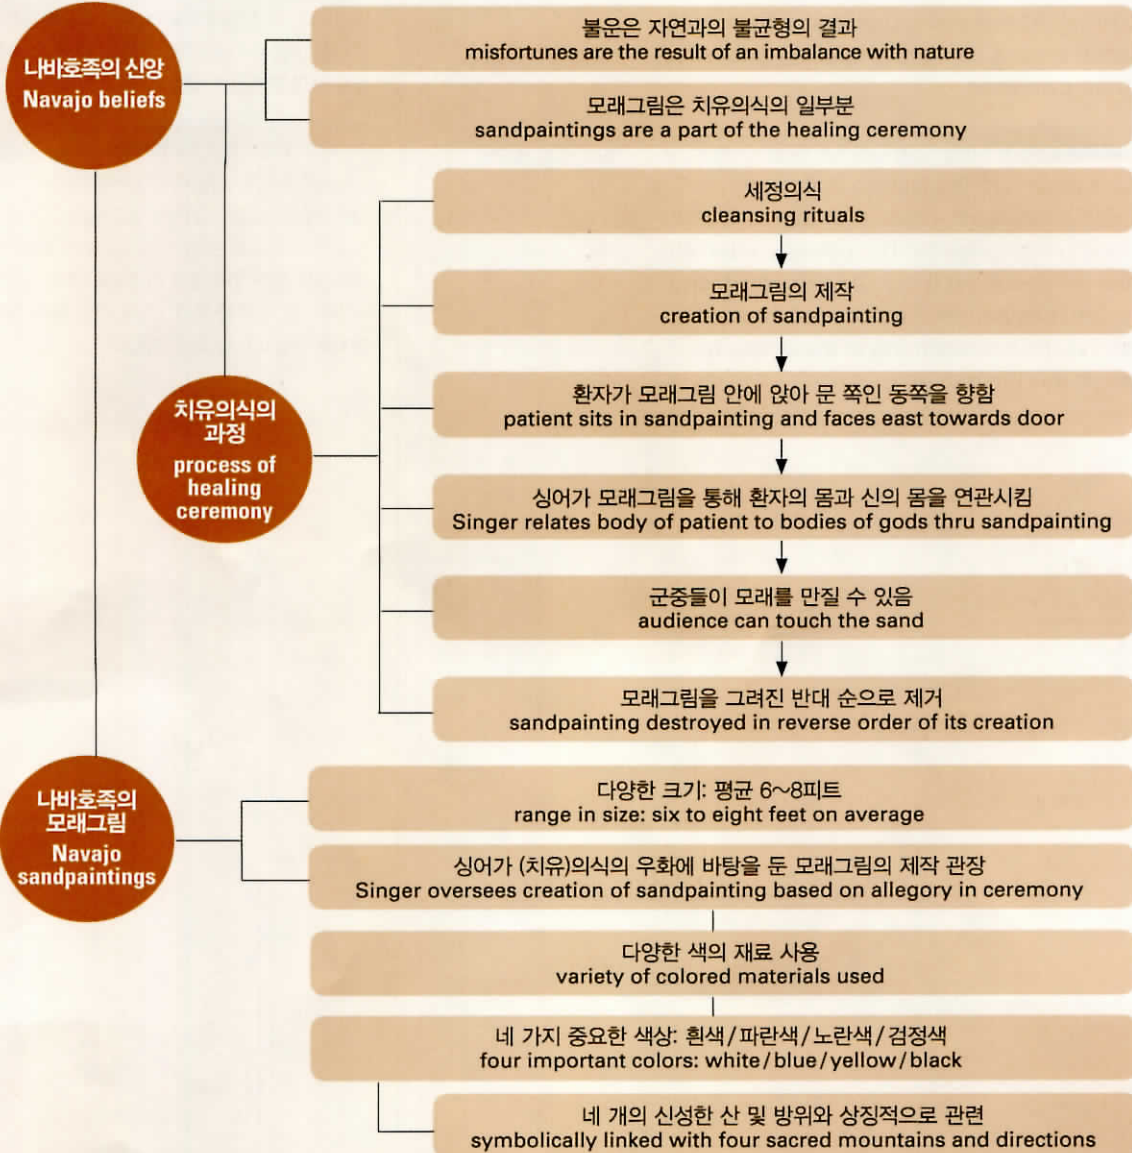 나바호족의 신앙
Navajo beliefs
불운은 자연과의 불균형의 결과
misfortunes are the result of an imbalance with nature
모래그림은 치유의식의 일부분
sandpaintings are a part of the healing ceremony
치유의식의
과정
process of
healing
ceremony
세정의식
cleansing rituals
모래그림의 제작
creation of sandpainting
환자가 모래그림 안에 앉아 문 쪽인 동쪽을 향함
patient sits in sandpainting and faces east towards door
싱어가 모래그림을 통해 환자의 몸과 신의 몸을 연관시킴
Singer relates body of patient to bodies of gods thru sandpainting
군중들이 모래를 만질 수 있음
audience can touch the sand
모래그림을 그려진 반대 순으로 제거
sandpainting destroyed in reverse order of its creation
나바호족의
모래그림
Navajo
sandpaintings
다양한 크기: 평균 6~8피트
range in size: six to eight feet on average
싱어가 (치유)의식의 우화에 바탕을 둔 모래그림의 제작 관장
Singer oversees creation of sandpainting based on allegory in ceremony
다양한 색의 재료 사용
variety of colored materials used
네 가지 중요한 색상: 흰색/파란색/노란색/검정색
four important colors: white/blue/yellow/black
네 개의 신성한 산 및 방위와 상징적으로 관련
symbolically linked with four sacred mountains and directions